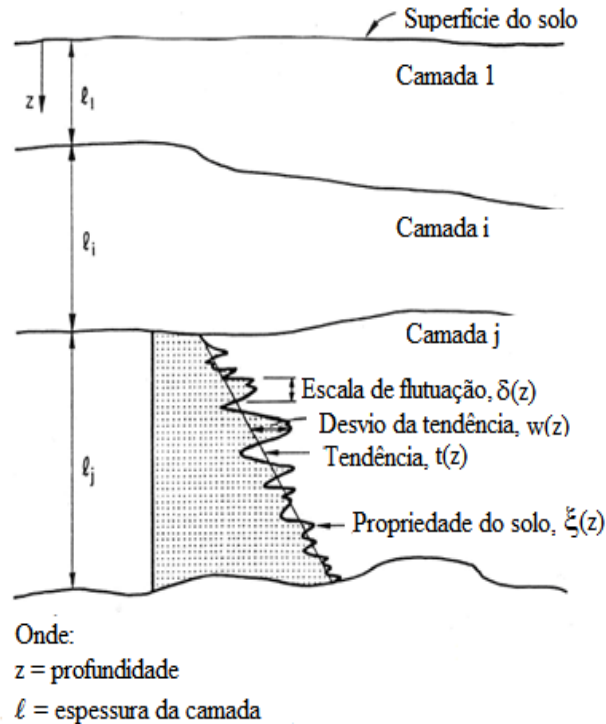 Superfície do solo
Camada 1
z
ℓ₁
Camada i
ℓᵢ
Camada j
Escala de flutuação, δ(z)
Desvio da tendência, w(z)
Tendência, t(z)
ℓⱼ
Propriedade do solo, ξ(z)
Onde:
z = profundidade
ℓ = espessura da camada